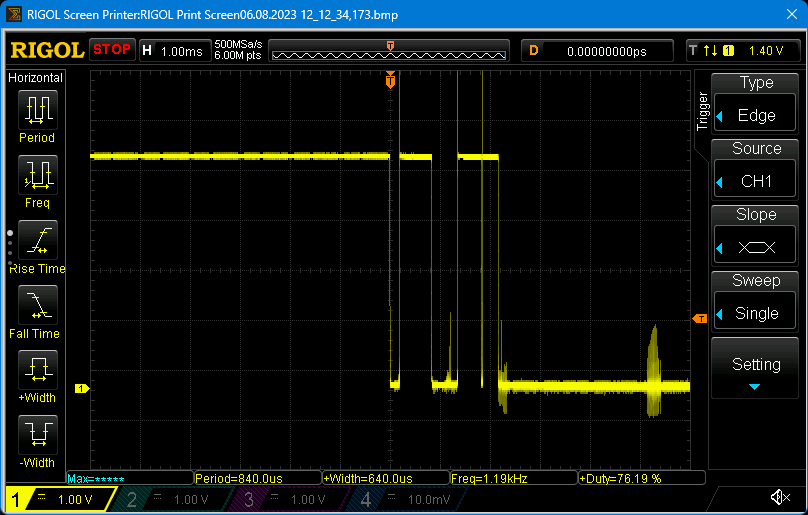 RIGOL Screen Printer:RIGOL Print Screen06.08.2023 12_12_34,173.bmp
RIGOL STOP H 1.00ms 500MSa/s 6.00M pts T D 0.00000000ps T 1 1.40 V
Horizontal
Period
Freq
Rise Time
Fall Time
+Width
-Width
T
1
T
Trigger
Type
Edge
Source
CH1
Slope
Sweep
Single
Setting
Max=***** Period=840.0us +Width=640.0us Freq=1.19kHz +Duty=76.19 %
1 1.00 V 2 1.00 V 3 1.00 V 4 10.0mV